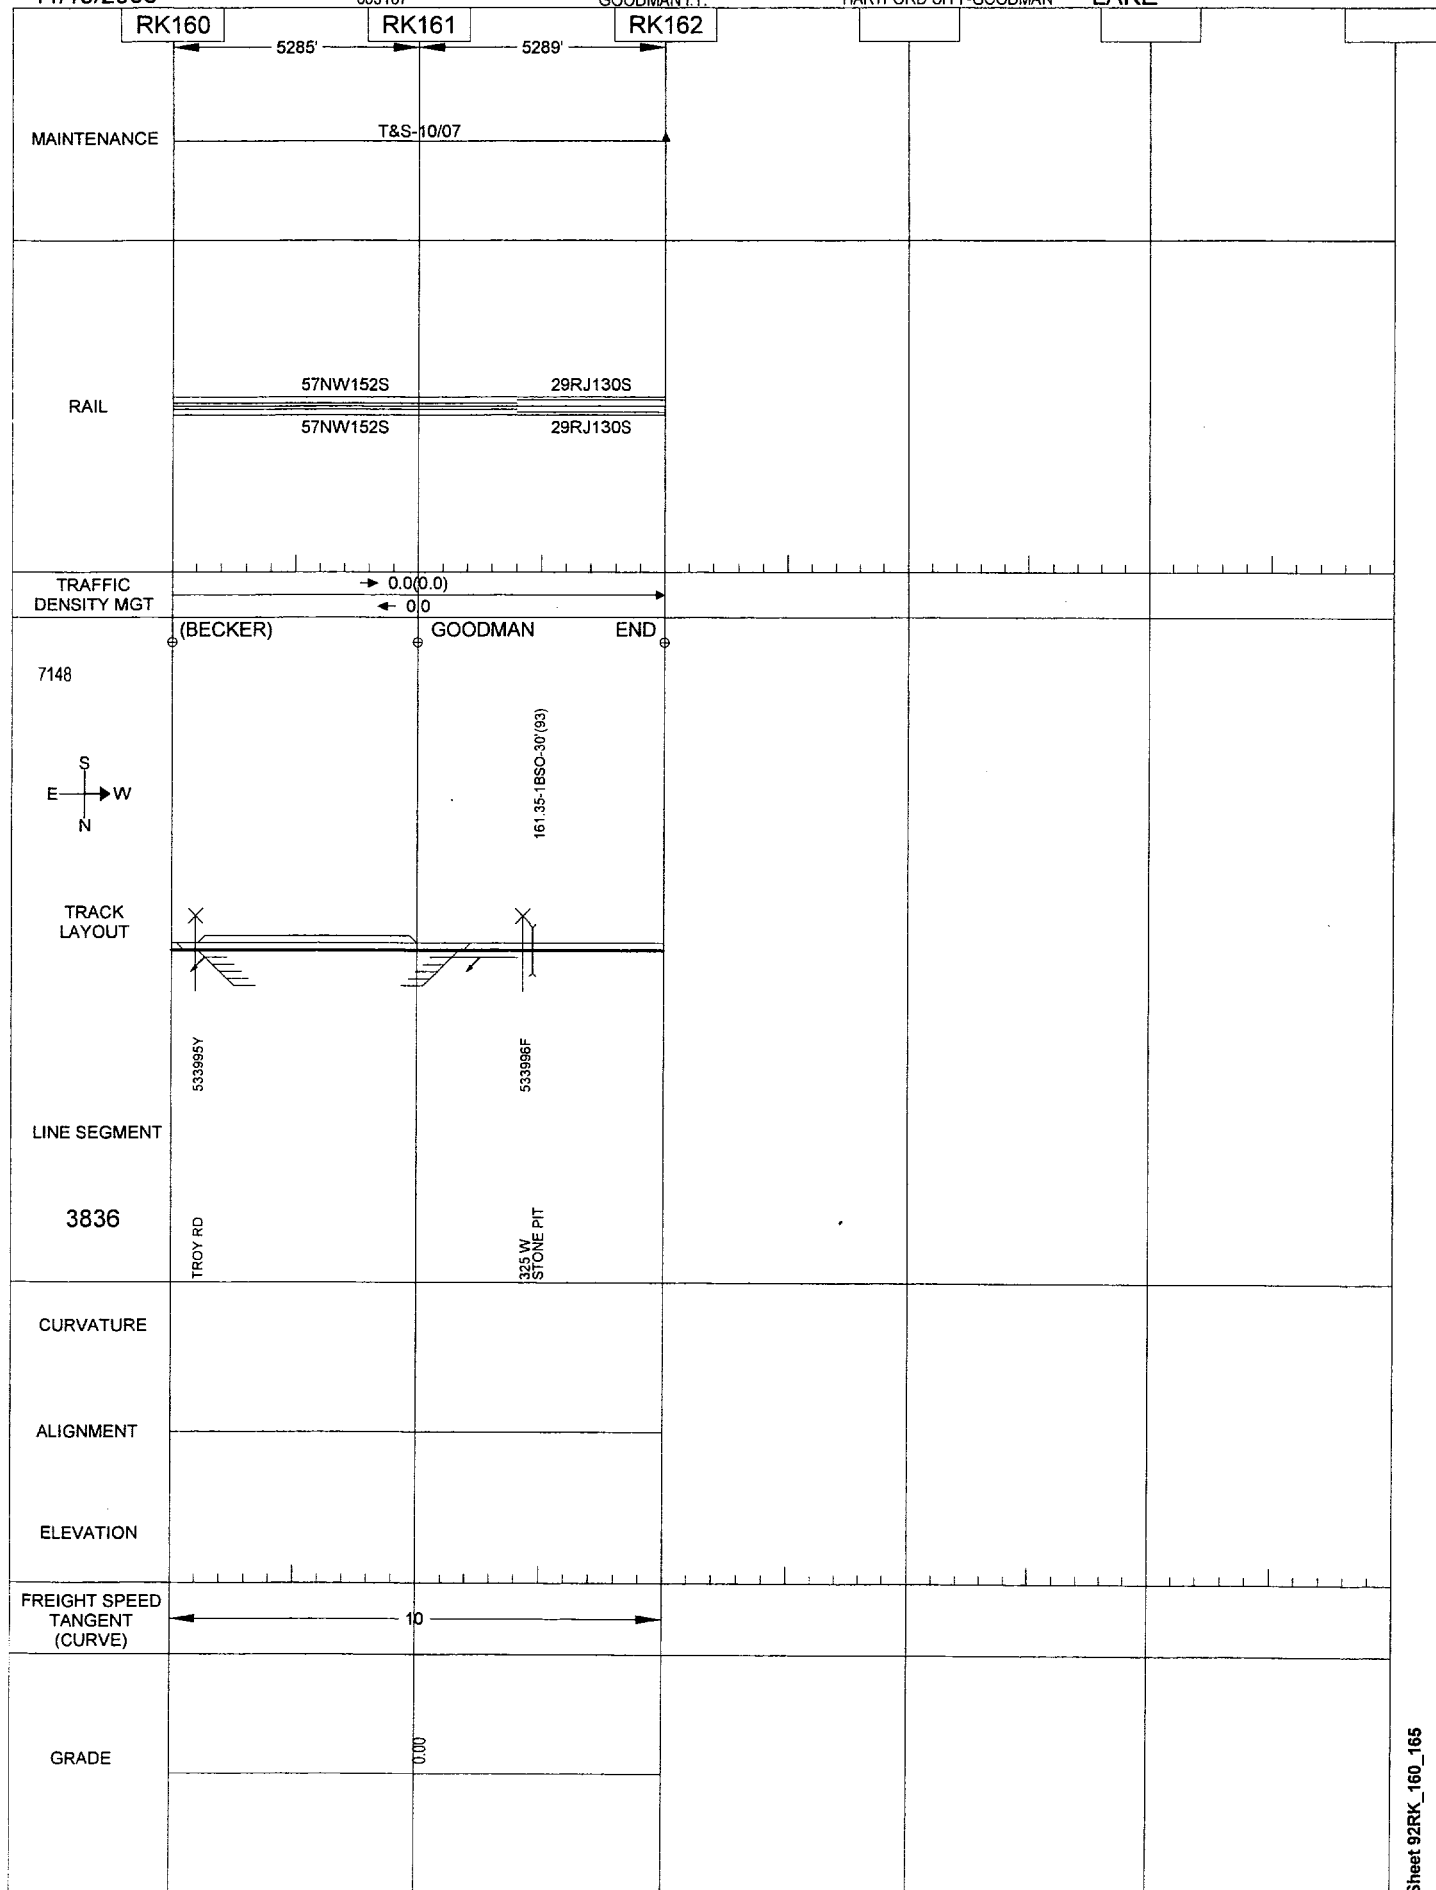 LAKE
RK160
RK161
RK162
5285'
5289'
MAINTENANCE
T&S-10/07
57NW152S
29RJ130S
RAIL
57NW152S
29RJ130S
TRAFFIC
DENSITY MGT
0.0(0.0)
0.0
(BECKER)
GOODMAN
END
7148
S
E
W
N
161.35-1BSO-30'(93)
TRACK
LAYOUT
533995Y
533996F
LINE SEGMENT
3836
TROY RD
325 W
STONE PIT
CURVATURE
ALIGNMENT
ELEVATION
FREIGHT SPEED
TANGENT
(CURVE)
10
GRADE
0.00
Sheet 92RK_160_165